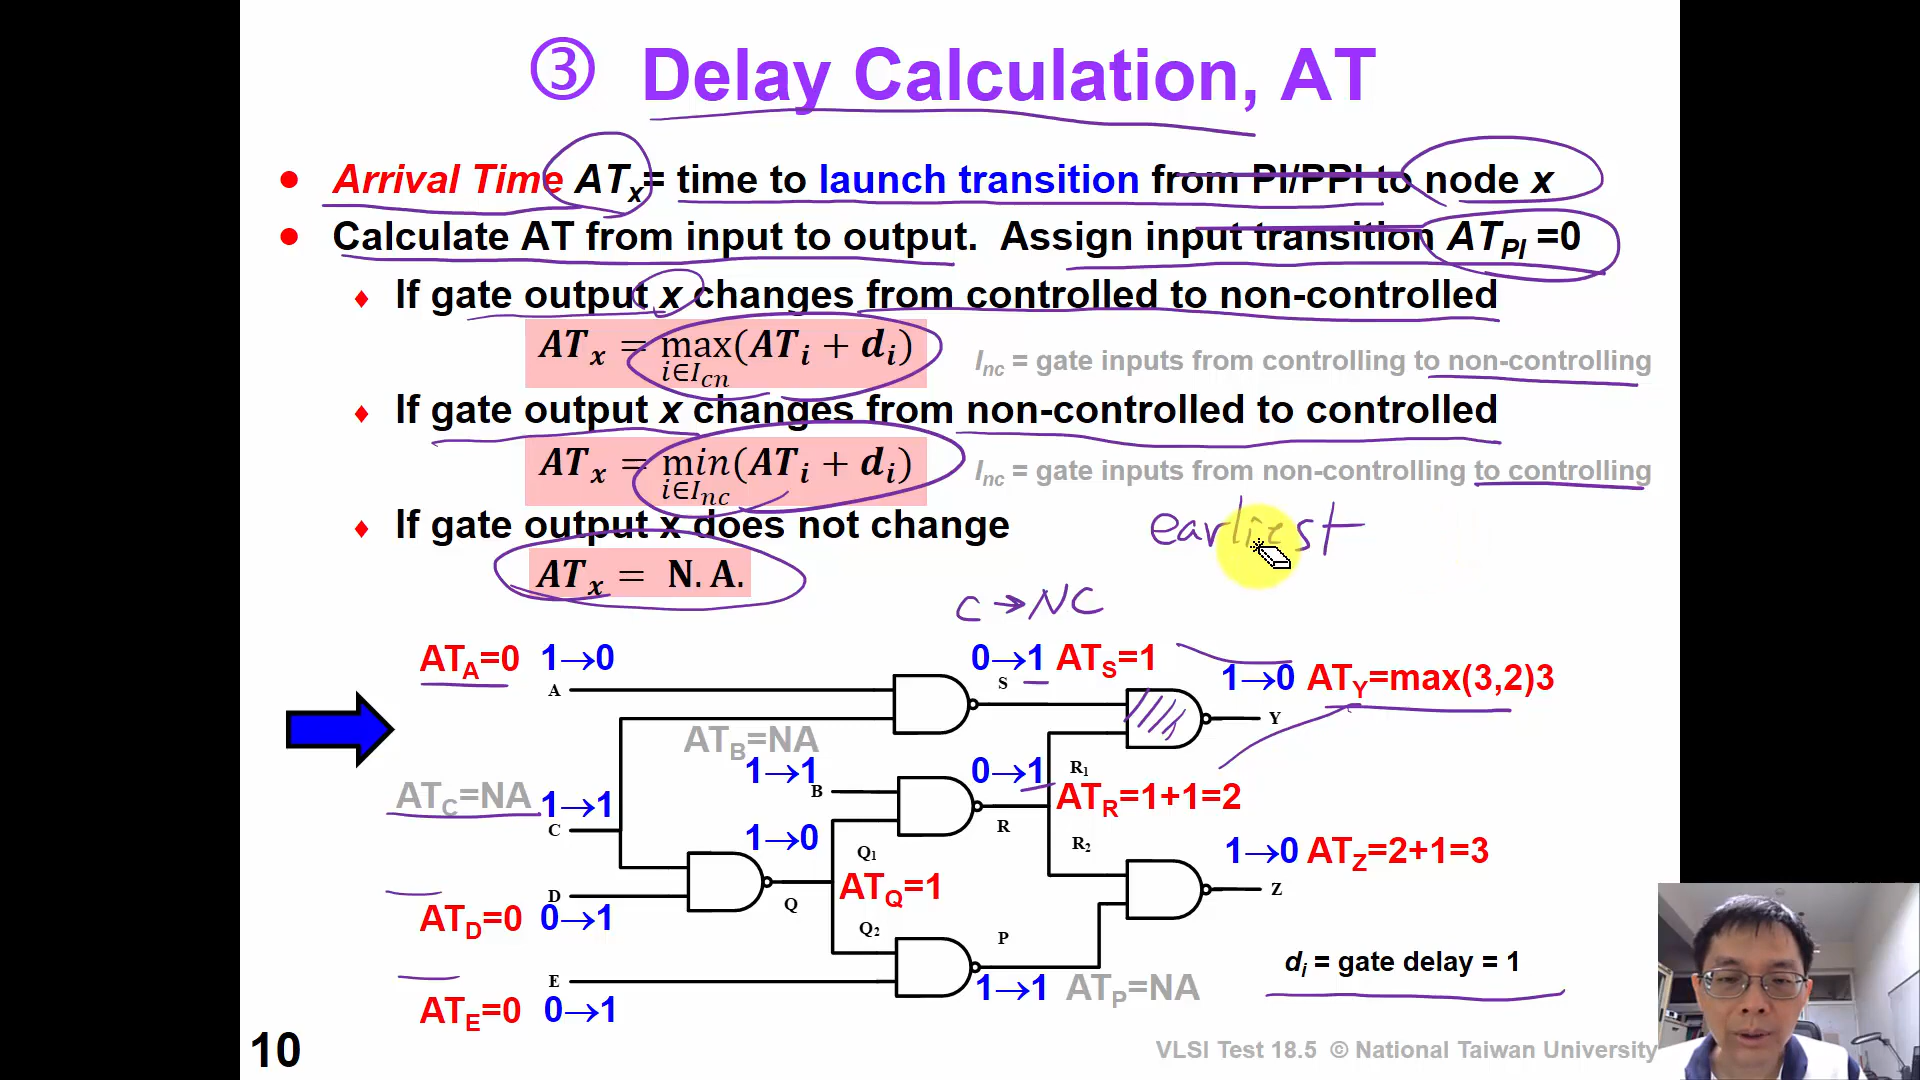 ③ Delay Calculation, AT
• Arrival Time ATx= time to launch transition from PI/PPI to node x
• Calculate AT from input to output. Assign input transition ATPI =0
♦ If gate output x changes from controlled to non-controlled
ATx = max(ATi + di)
i∈Icn
Inc = gate inputs from controlling to non-controlling
♦ If gate output x changes from non-controlled to controlled
ATx = min(ATi + di)
i∈Inc
Inc = gate inputs from non-controlling to controlling
♦ If gate output x does not change
earliest
ATx = N.A.
C→NC
ATA=0 1→0
A
0→1 ATS=1
S
1→0 ATY=max(3,2)3
Y
ATB=NA
1→1
B
0→1
R1
ATC=NA 1→1
C
ATR=1+1=2
R
1→0
Q1
R2
1→0 ATZ=2+1=3
Z
D
ATD=0 0→1
ATQ=1
Q
Q2
P
di = gate delay = 1
E
ATE=0 0→1
1→1 ATP=NA
10
VLSI Test 18.5 © National Taiwan University